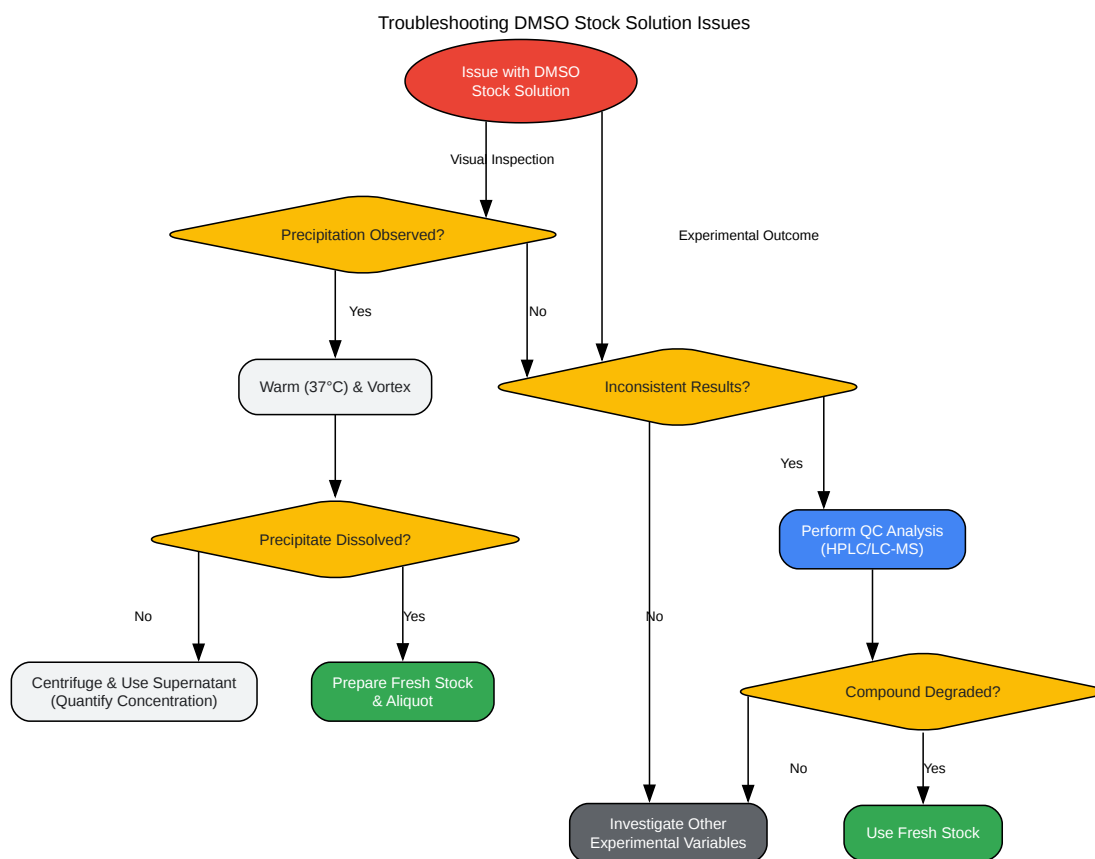 Troubleshooting DMSO Stock Solution Issues
Issue with DMSO
Stock Solution
Visual Inspection
Precipitation Observed?
Experimental Outcome
Yes
No
Warm (37°C) & Vortex
Inconsistent Results?
Yes
Perform QC Analysis
(HPLC/LC-MS)
Precipitate Dissolved?
No
Yes
No
Centrifuge & Use Supernatant
(Quantify Concentration)
Prepare Fresh Stock
& Aliquot
Compound Degraded?
No
Yes
Investigate Other
Experimental Variables
Use Fresh Stock